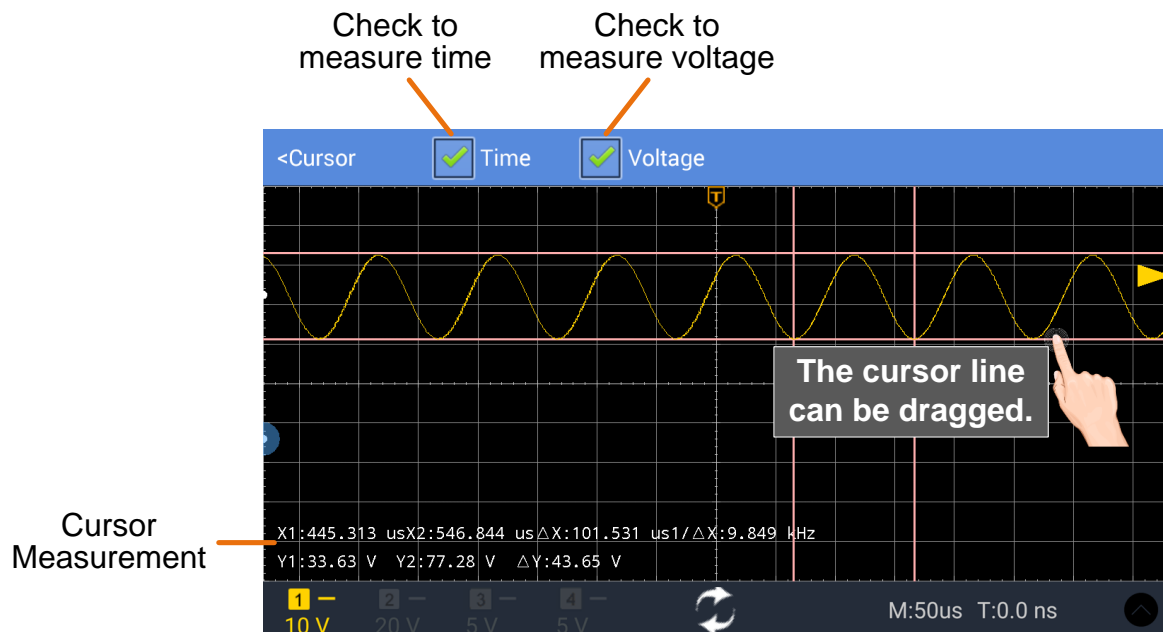 Check to
measure time
Check to
measure voltage
<Cursor
Time
Voltage
T
The cursor line
can be dragged.
Cursor
Measurement
X1:445.313 usX2:546.844 us△X:101.531 us1/△X:9.849 kHz
Y1:33.63 V Y2:77.28 V △Y:43.65 V
1 — 2 — 3 — 4 —
10 V 20 V 5 V 5 V
M:50us T:0.0 ns